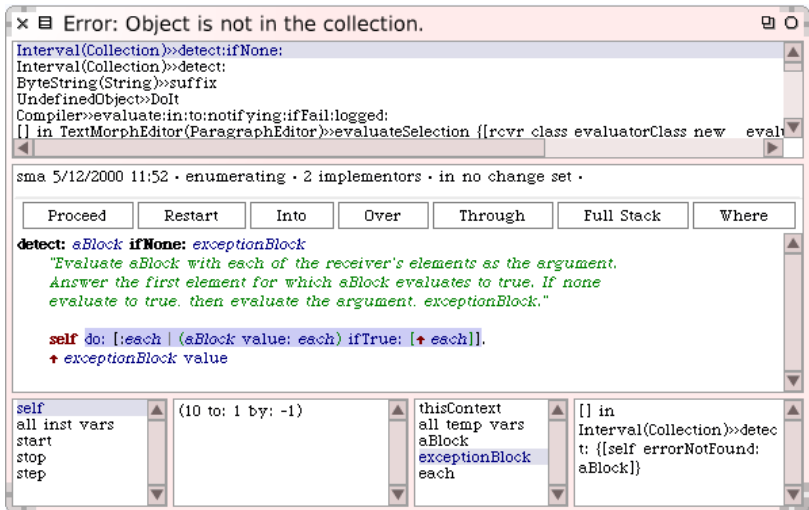 Error: Object is not in the collection.
Interval(Collection)»detect:ifNone:
Interval(Collection)»detect:
ByteString(String)»suffix
UndefinedObject»DoIt
Compiler»evaluate:in:to:notifying:ifFail:logged:
[] in TextMorphEditor(ParagraphEditor)»evaluateSelection {[rcvr class evaluatorClass new evalu
sma 5/12/2000 11:52 · enumerating · 2 implementors · in no change set ·
Proceed Restart Into Over Through Full Stack Where
detect: aBlock ifNone: exceptionBlock
"Evaluate aBlock with each of the receiver's elements as the argument.
Answer the first element for which aBlock evaluates to true. If none
evaluate to true, then evaluate the argument, exceptionBlock."
self do: [:each | (aBlock value: each) ifTrue: [↑ each]].
↑ exceptionBlock value
self
all inst vars
start
stop
step
(10 to: 1 by: -1)
thisContext
all temp vars
aBlock
exceptionBlock
each
[] in
Interval(Collection)»detec
t: {[self errorNotFound:
aBlock]}